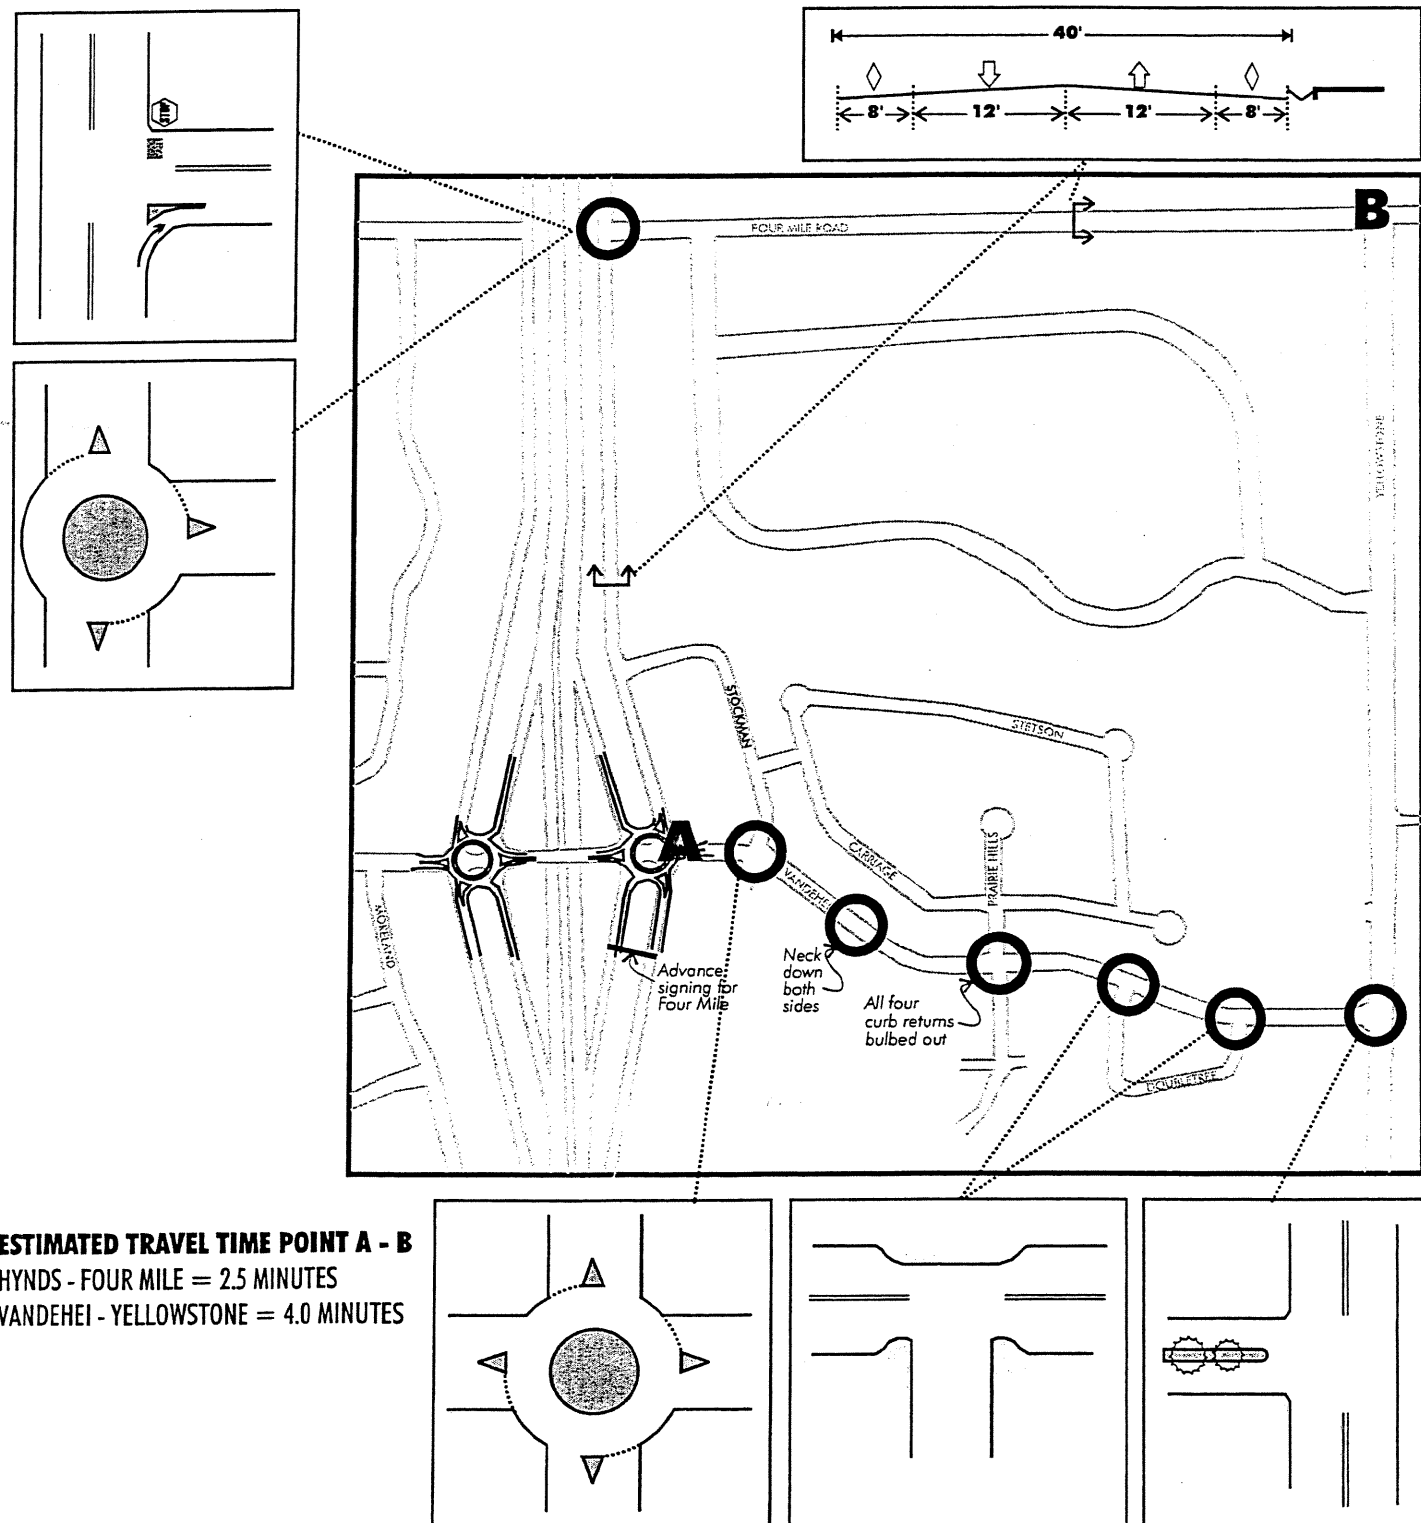 40'
8'
12'
12'
8'
STOP
B
FOUR MILE ROAD
YELLOWSTONE
STOCKMAN
STETSON
A
PRAIRIE HILLS
CARRIAGE
VANDEHEI
MORELAND
Advance
signing for
Four Mile
Neck
down
both
sides
All four
curb returns
bulbed out
DOUBLETREE
ESTIMATED TRAVEL TIME POINT A - B
HYNDS - FOUR MILE = 2.5 MINUTES
VANDEHEI - YELLOWSTONE = 4.0 MINUTES